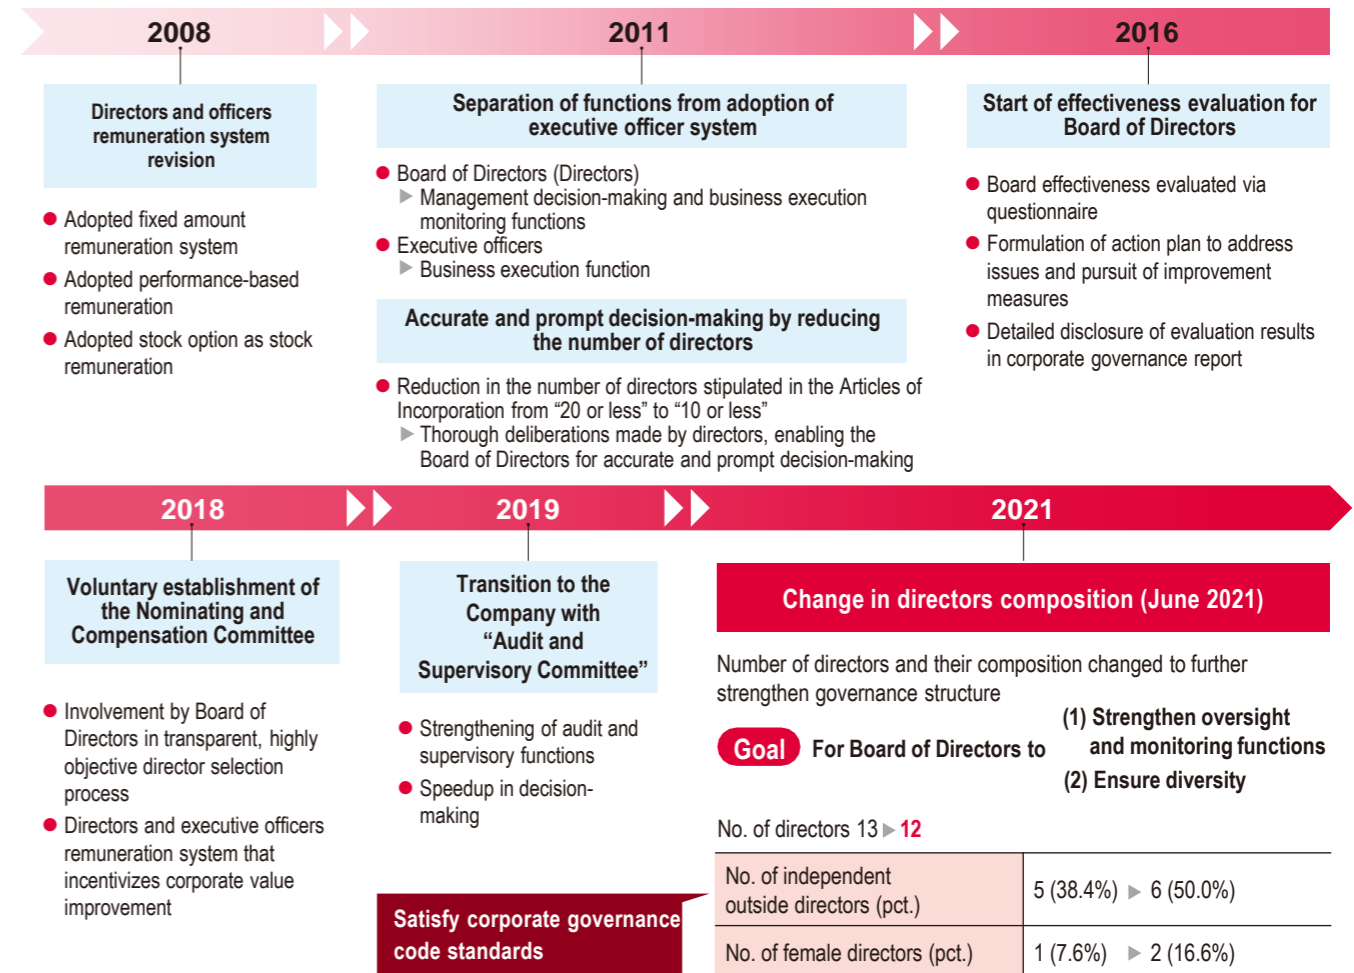 2008
Directors and officers
remuneration system
revision
● Adopted fixed amount
remuneration system
● Adopted performance-based
remuneration
● Adopted stock option as stock
remuneration
2011
Separation of functions from adoption of
executive officer system
● Board of Directors (Directors)
▶ Management decision-making and business execution
monitoring functions
● Executive officers
▶ Business execution function
Accurate and prompt decision-making by reducing
the number of directors
● Reduction in the number of directors stipulated in the Articles of
Incorporation from “20 or less” to “10 or less”
▶ Thorough deliberations made by directors, enabling the
Board of Directors for accurate and prompt decision-making
2016
Start of effectiveness evaluation for
Board of Directors
● Board effectiveness evaluated via
questionnaire
● Formulation of action plan to address
issues and pursuit of improvement
measures
● Detailed disclosure of evaluation results
in corporate governance report
2018
Voluntary establishment of
the Nominating and
Compensation Committee
● Involvement by Board of
Directors in transparent, highly
objective director selection
process
● Directors and executive officers
remuneration system that
incentivizes corporate value
improvement
2019
Transition to the
Company with
“Audit and
Supervisory Committee”
● Strengthening of audit and
supervisory functions
● Speedup in decision-
making
2021
Change in directors composition (June 2021)
Number of directors and their composition changed to further
strengthen governance structure
Goal For Board of Directors to
(1) Strengthen oversight
and monitoring functions
(2) Ensure diversity
No. of directors 13 ▶ 12
No. of independent
outside directors (pct.) 5 (38.4%) ▶ 6 (50.0%)
No. of female directors (pct.) 1 (7.6%) ▶ 2 (16.6%)
Satisfy corporate governance
code standards